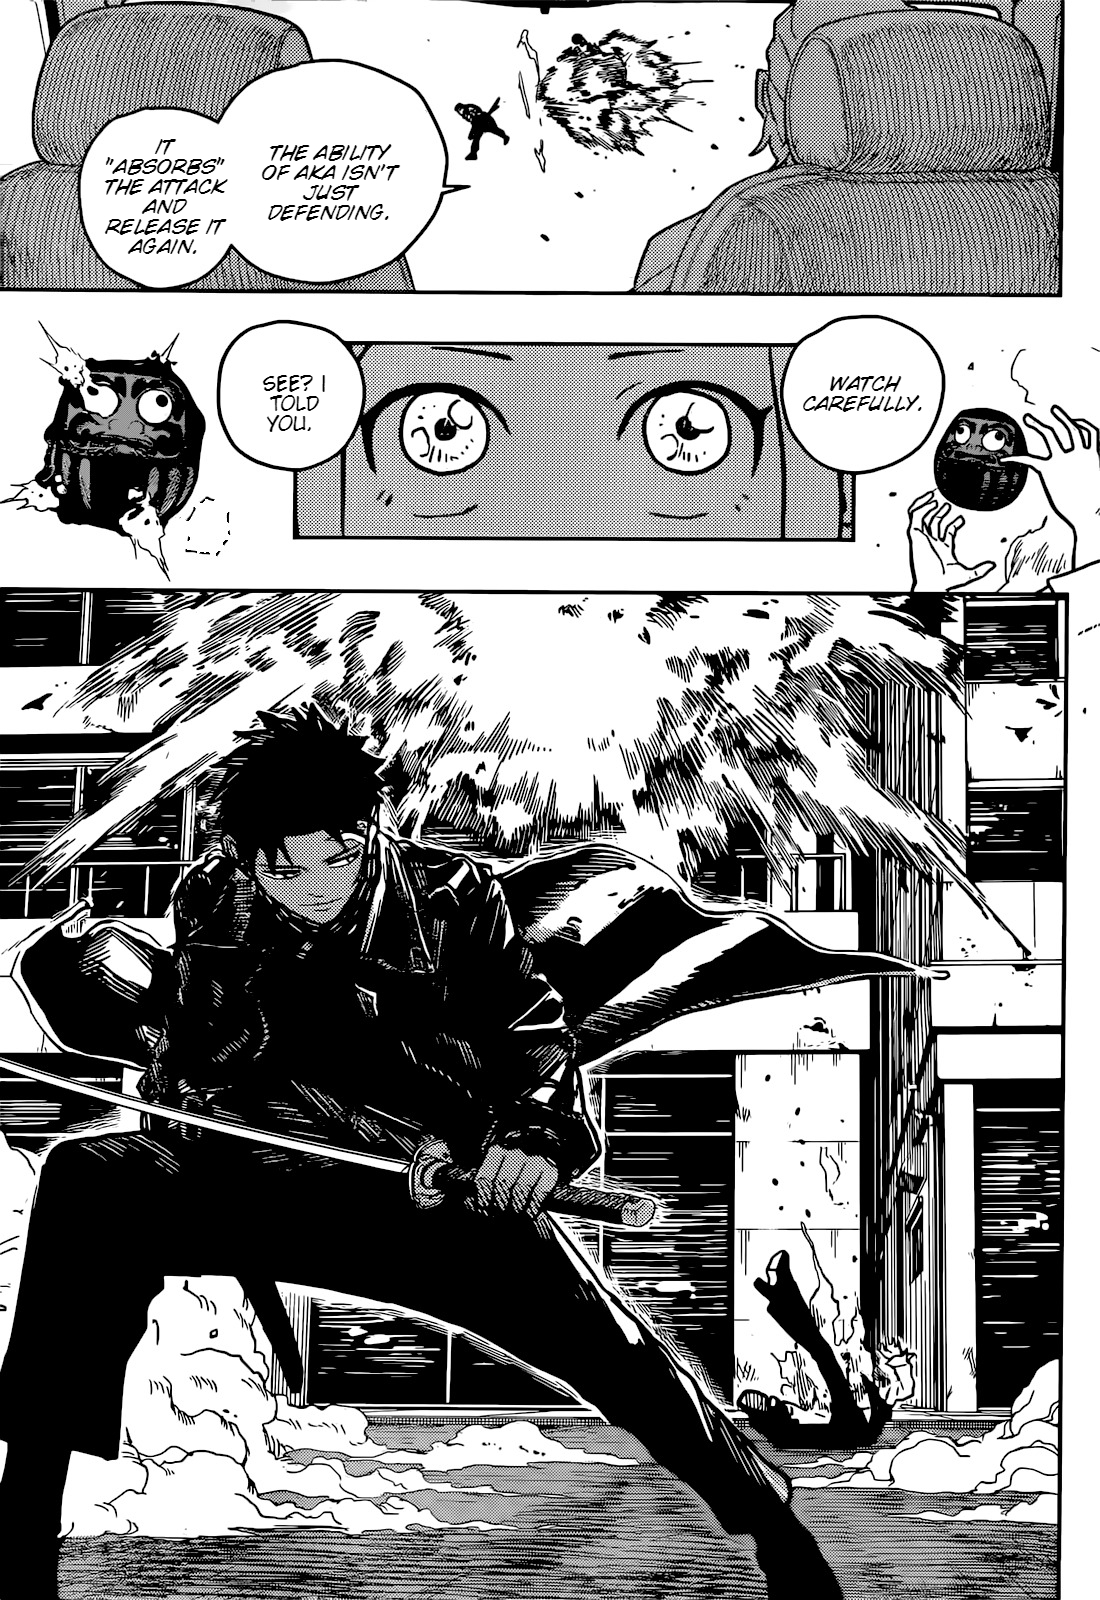 THE ABILITY
OF AKA ISN'T
JUST
DEFENDING.
IT
"ABSORBS"
THE ATTACK
AND
RELEASE IT
AGAIN.
WATCH
CAREFULLY.
SEE? I
TOLD
YOU.